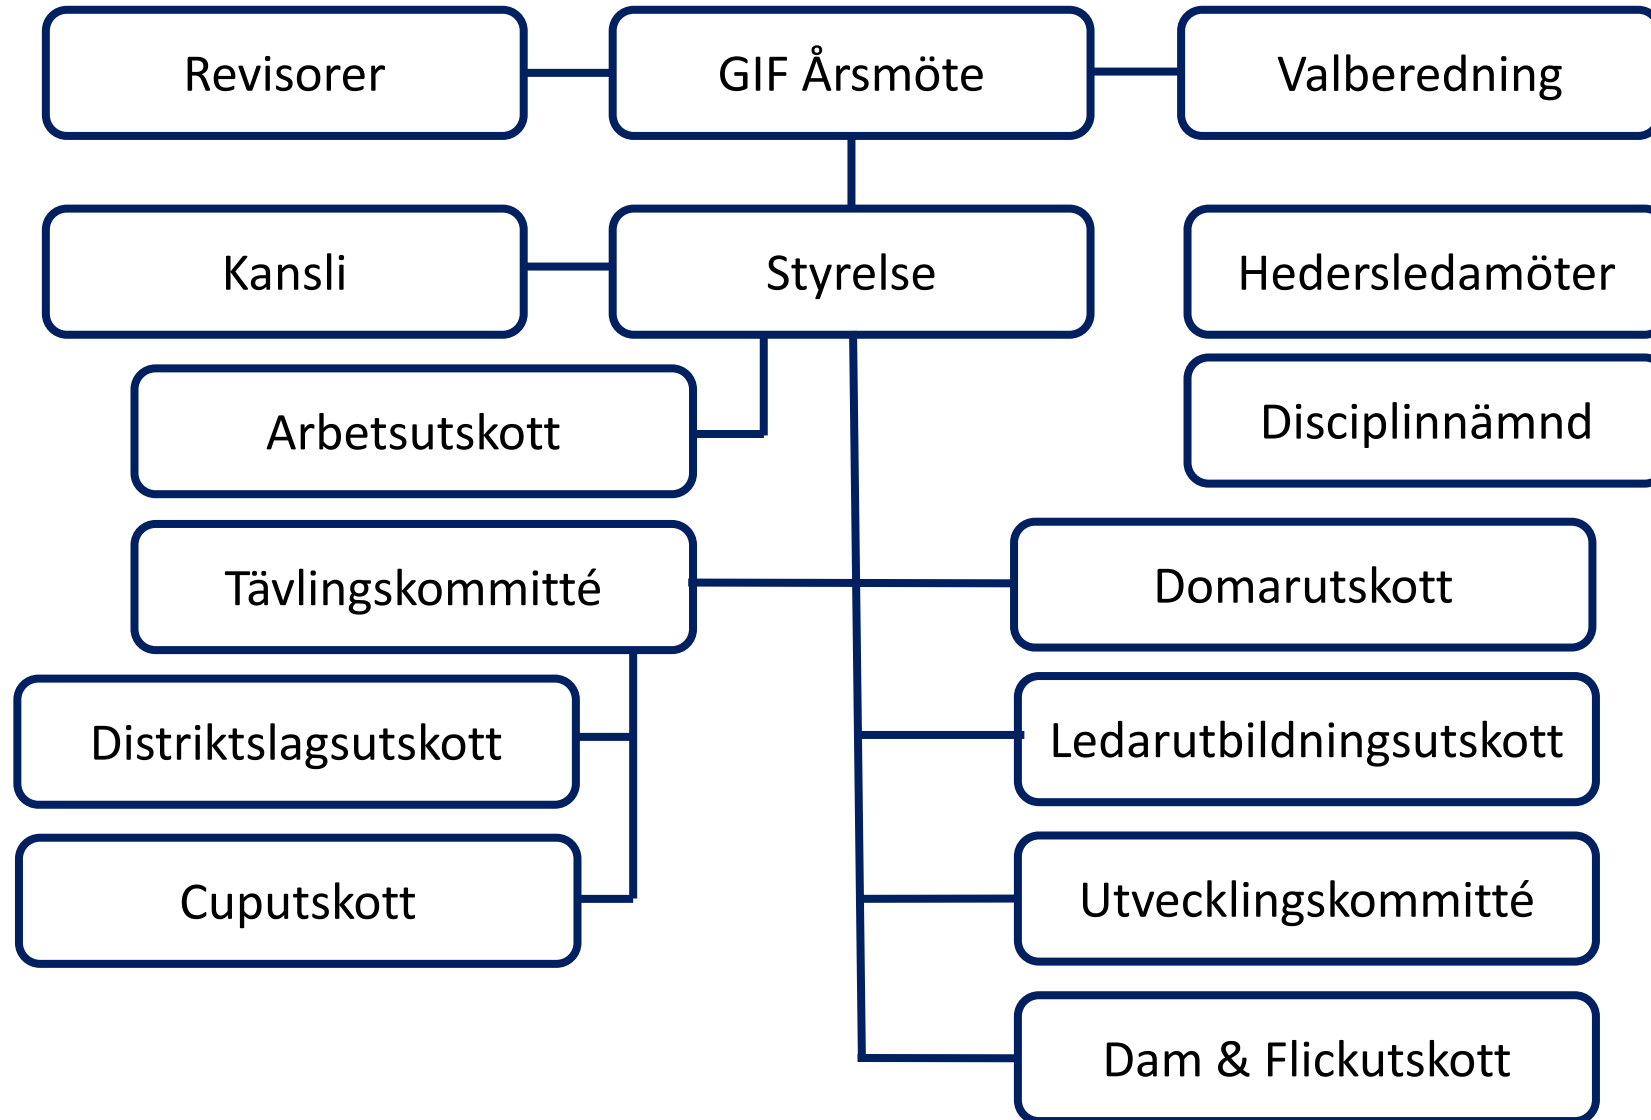 Revisorer
GIF Årsmöte
Valberedning
Kansli
Styrelse
Hedersledamöter
Arbetsutskott
Disciplinnämnd
Tävlingskommitté
Domarutskott
Distriktslagsutskott
Ledarutbildningsutskott
Cuputskott
Utvecklingskommitté
Dam & Flickutskott